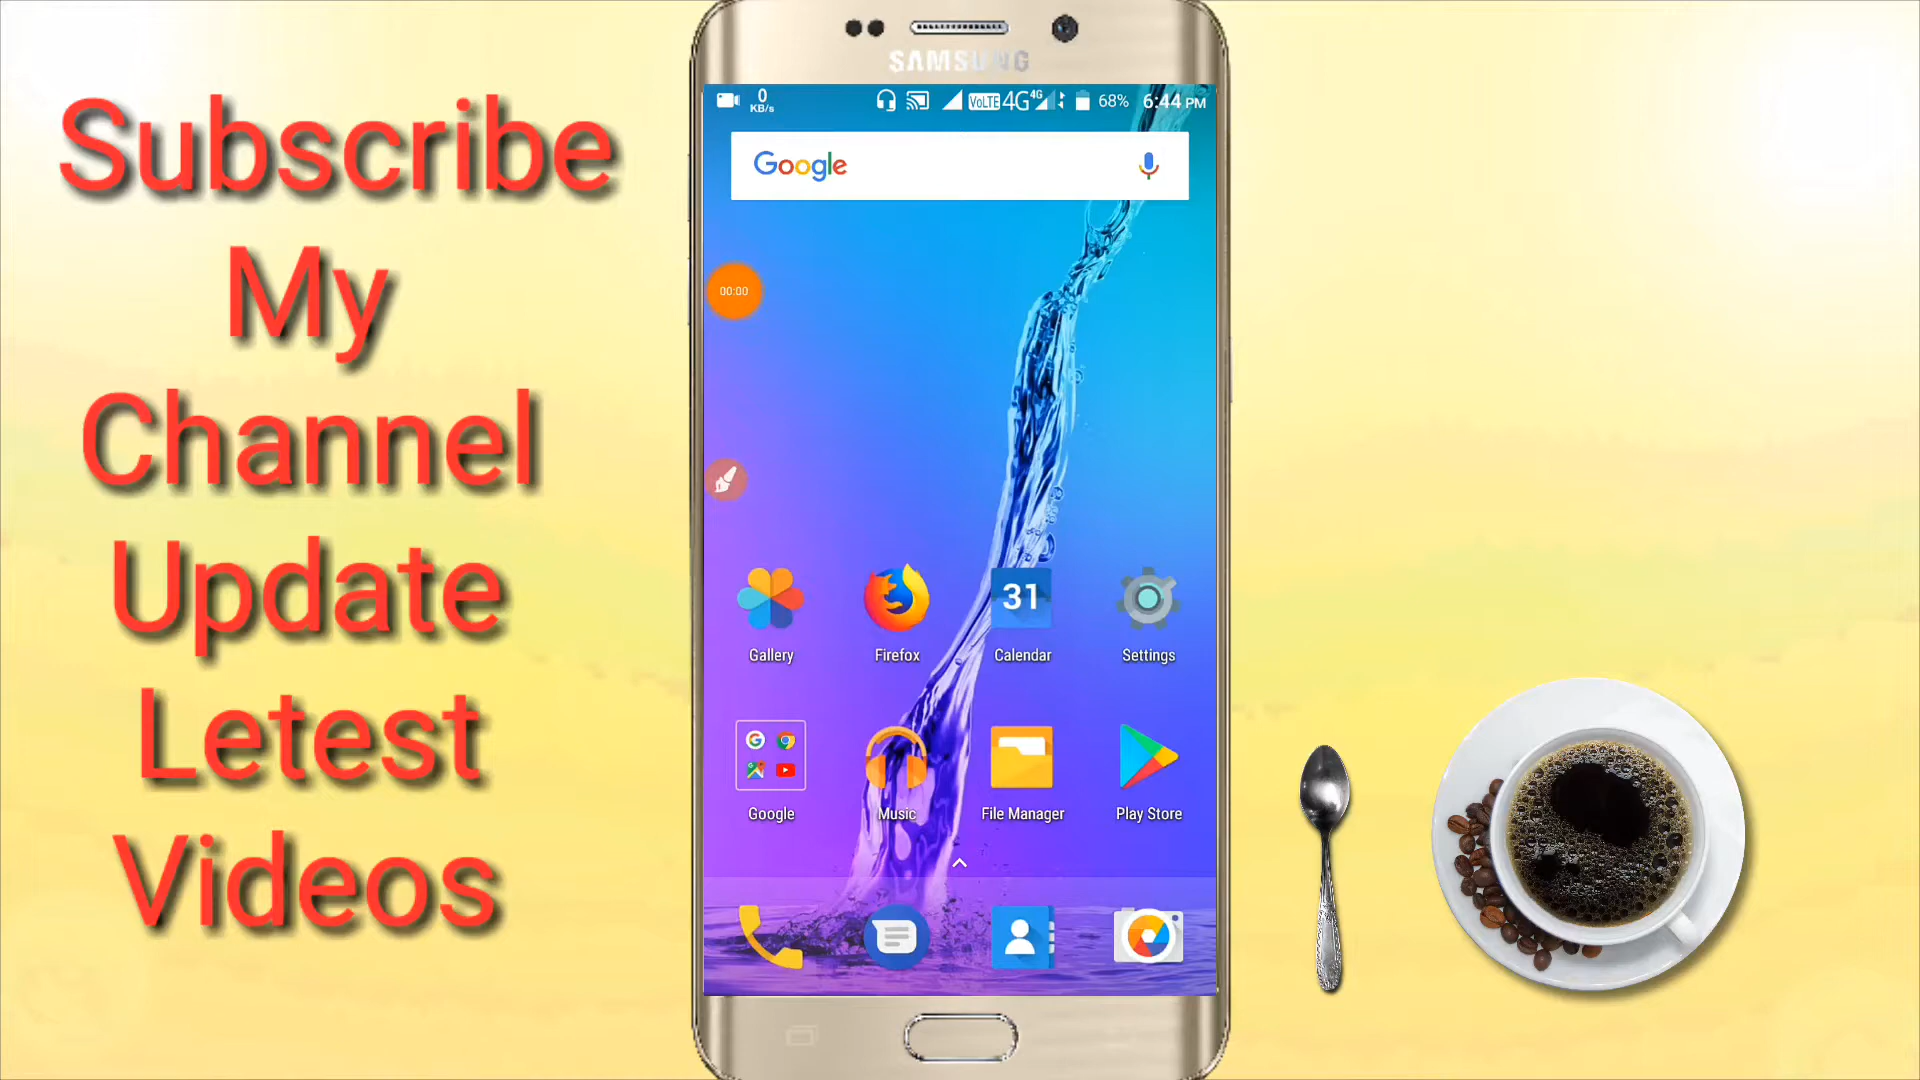 Subscribe
My
Channel
Update
Letest
Videos
SAMSUNG
0
KB/s
VoLTE 4G 4G 68% 6:44 PM
Google
00:00
31
Gallery Firefox Calendar Settings
G
Google Music File Manager Play Store